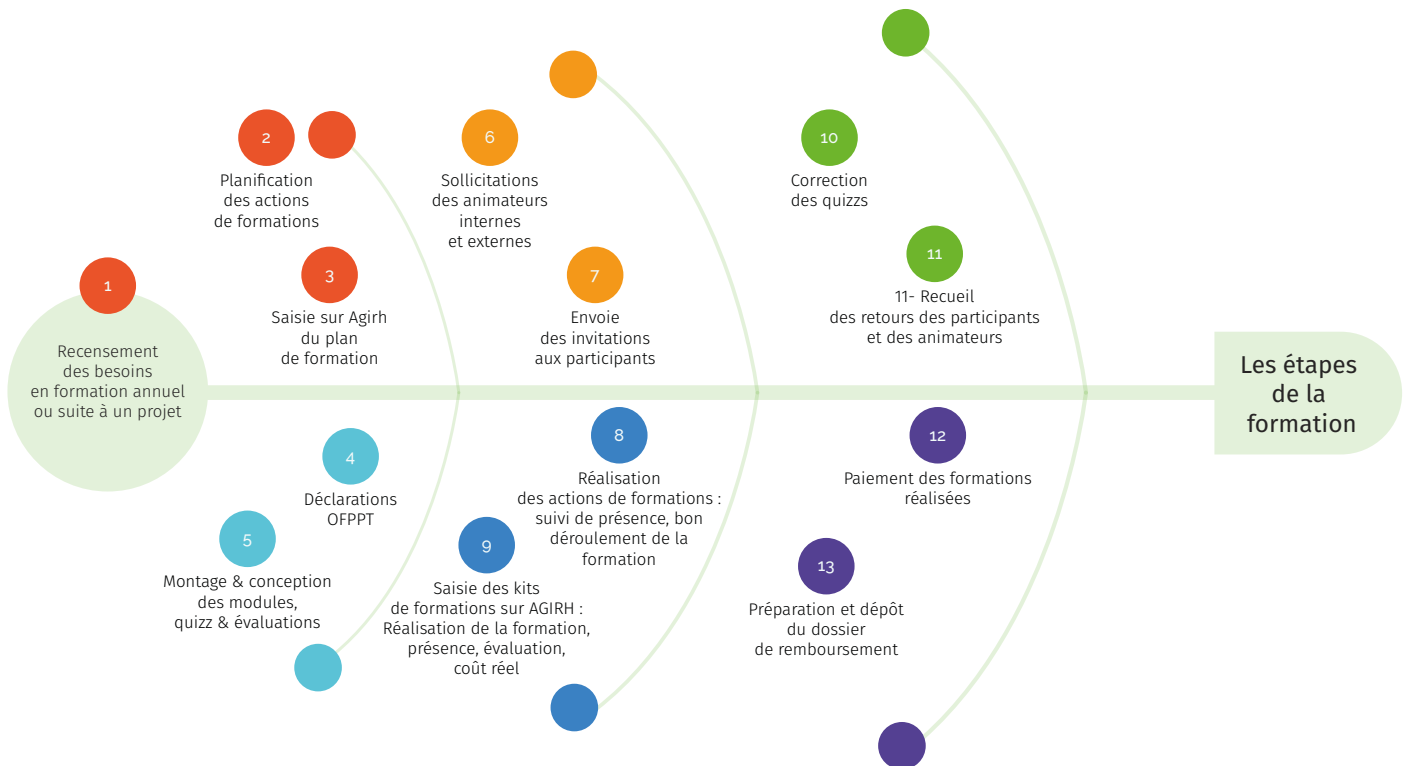 1
Recensement
des besoins
en formation annuel
ou suite à un projet
2
Planification
des actions
de formations
3
Saisie sur Agirh
du plan
de formation
4
Déclarations
OFPPT
5
Montage & conception
des modules,
quizz & évaluations
6
Sollicitations
des animateurs
internes
et externes
7
Envoie
des invitations
aux participants
8
Réalisation
des actions de formations :
suivi de présence, bon
déroulement de la
formation
9
Saisie des kits
de formations sur AGIRH :
Réalisation de la formation,
présence, évaluation,
coût réel
10
Correction
des quizzs
11
11- Recueil
des retours des participants
et des animateurs
12
Paiement des formations
réalisées
13
Préparation et dépôt
du dossier
de remboursement
Les étapes
de la
formation